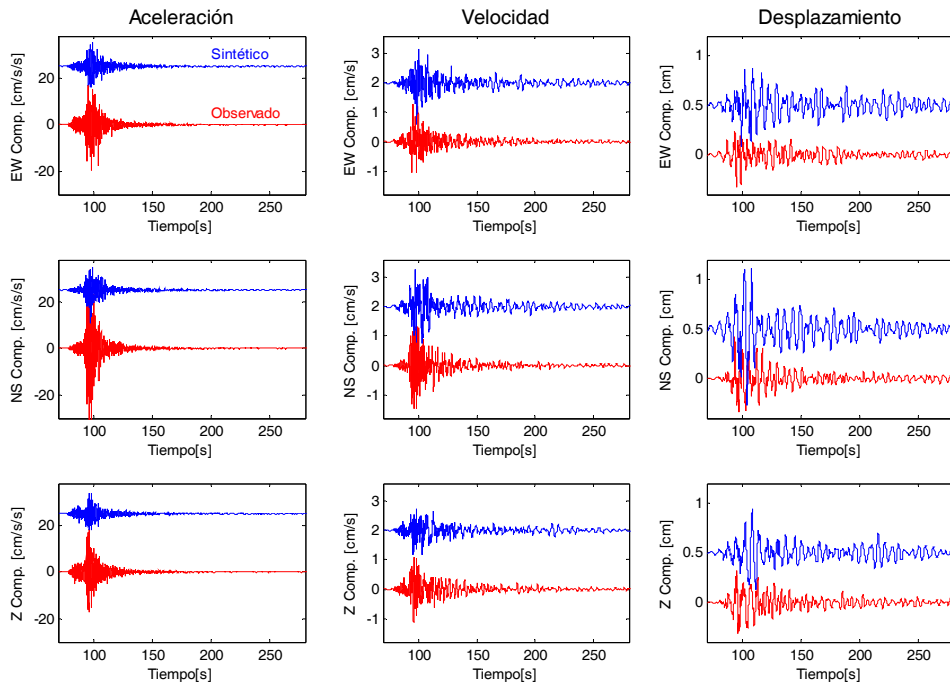 Aceleración
Velocidad
Desplazamiento
EW Comp. [cm/s/s]
20
0
-20
Sintético
Observado
100 150 200 250
Tiempo[s]
EW Comp. [cm/s]
3
2
1
0
-1
100 150 200 250
Tiempo[s]
EW Comp. [cm]
1
0.5
0
100 150 200 250
Tiempo[s]
NS Comp. [cm/s/s]
20
0
-20
100 150 200 250
Tiempo[s]
NS Comp. [cm/s]
3
2
1
0
-1
100 150 200 250
Tiempo[s]
NS Comp. [cm]
1
0.5
0
100 150 200 250
Tiempo[s]
Z Comp. [cm/s/s]
20
0
-20
100 150 200 250
Tiempo[s]
Z Comp. [cm/s]
3
2
1
0
-1
100 150 200 250
Tiempo[s]
Z Comp. [cm]
1
0.5
0
100 150 200 250
Tiempo[s]